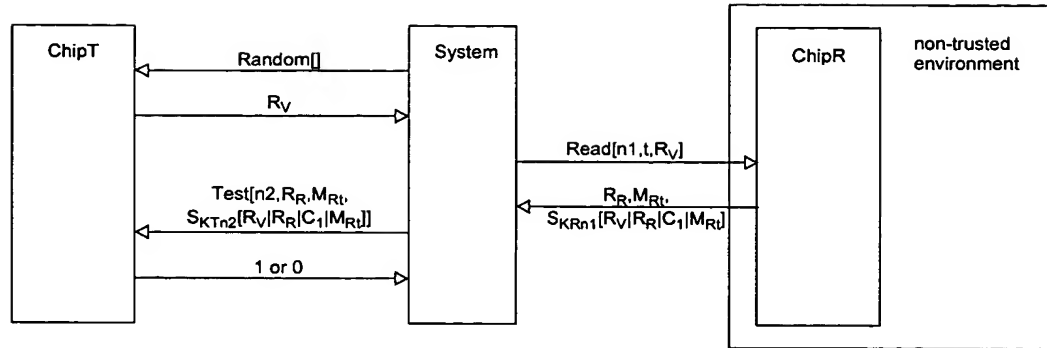 ChipT
System
ChipR
non-trusted
environment
Random[]
R_V
Read[n1,t,R_V]
Test[n2,R_R,M_Rt,
S_KTn2[R_V|R_R|C_1|M_Rt]]
R_R,M_Rt,
S_KRn1[R_V|R_R|C_1|M_Rt]
1 or 0